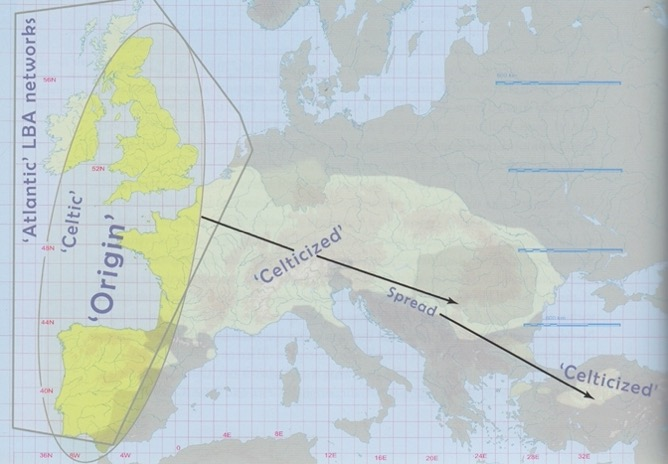 'Atlantic' LBA networks
'Celtic'
'Origin'
'Celticized'
Spread
'Celticized'
56N
52N
48N
44N
40N
36N
8W
4W
0
4E
8E
12E
16E
20E
24E
28E
32E